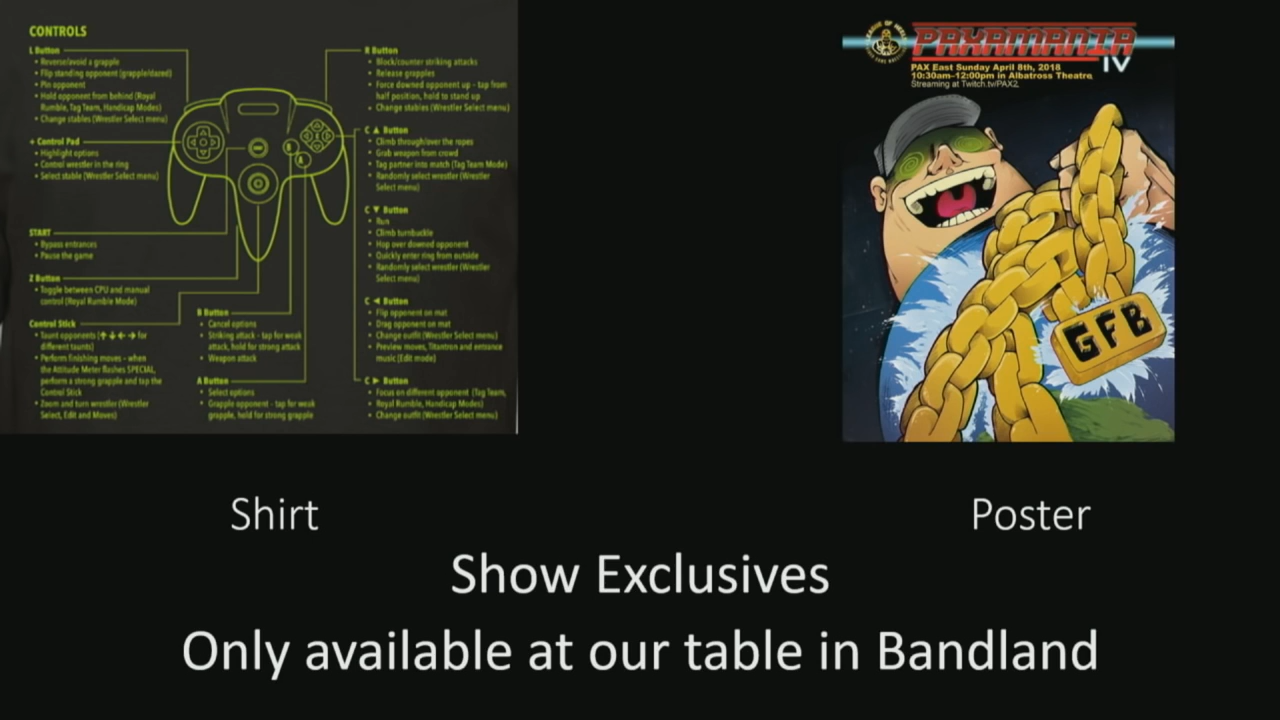 CONTROLS
L Button
• Reverse/avoid a grapple
• Flip standing opponent (grapple/dazed)
• Pin opponent
• Hold opponent from behind (Royal
Rumble, Tag Team, Handicap Modes)
• Change stables (Wrestler Select menu)
+ Control Pad
• Highlight options
• Control wrestler in the ring
• Select stable (Wrestler Select menu)
START
• Bypass entrances
• Pause the game
Z Button
• Toggle between CPU and manual
control (Royal Rumble Mode)
Control Stick
• Taunt opponents (↑ ↓ ← → for
different taunts)
• Perform finishing moves - when
the Attitude Meter flashes SPECIAL,
perform a strong grapple and tap the
Control Stick
• Zoom and turn wrestler (Wrestler
Select, Edit and Moves)
B Button
• Cancel options
• Striking attack - tap for weak
attack, hold for strong attack
• Weapon attack
A Button
• Select options
• Grapple opponent - tap for weak
grapple, hold for strong grapple
B
A
R Button
• Block/counter striking attacks
• Release grapples
• Force downed opponent up - tap from
half position, hold to stand up
• Change stables (Wrestler Select menu)
C ▲ Button
• Climb through/over the ropes
• Grab weapon from crowd
• Tag partner into match (Tag Team Mode)
• Randomly select wrestler (Wrestler
Select menu)
C ▼ Button
• Run
• Climb turnbuckle
• Hop over downed opponent
• Quickly enter ring from outside
• Randomly select wrestler (Wrestler
Select menu)
C ◄ Button
• Flip opponent on mat
• Drag opponent on mat
• Change outfit (Wrestler Select menu)
• Preview moves, Titantron and entrance
music (Edit mode)
C ► Button
• Focus on different opponent (Tag Team,
Royal Rumble, Handicap Modes)
• Change outfit (Wrestler Select menu)
PAXAMANIA
IV
PAX East Sunday April 8th, 2018
10:30am-12:00pm in Albatross Theatre
Streaming at Twitch.tv/PAX2
GFB
Shirt
Poster
Show Exclusives
Only available at our table in Bandland